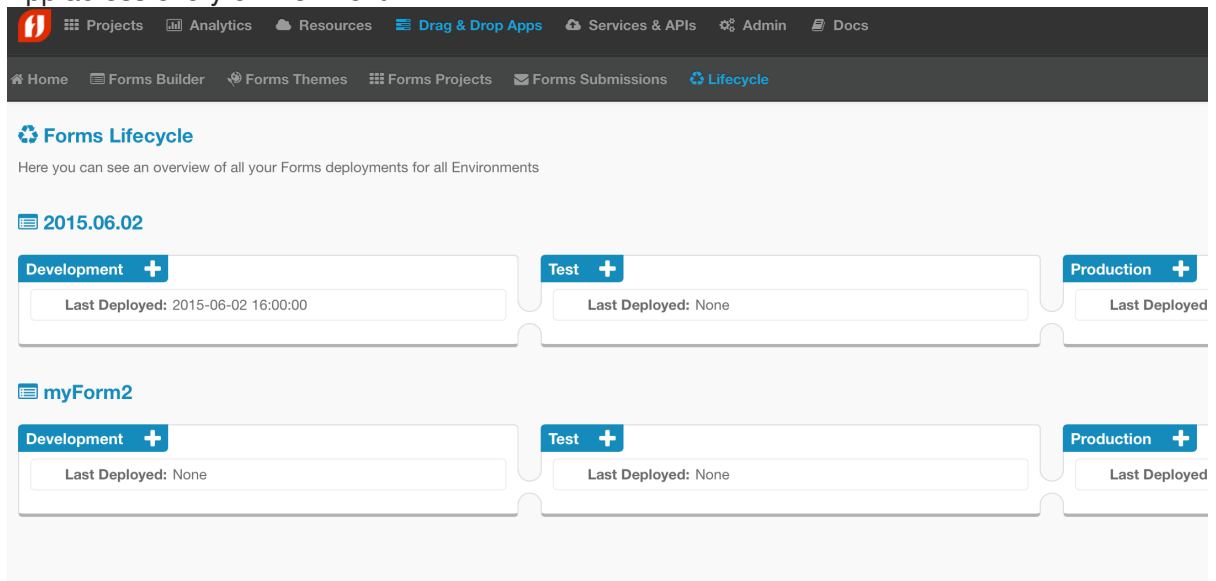 Projects Analytics Resources Drag & Drop Apps Services & APIs Admin Docs
Home Forms Builder Forms Themes Forms Projects Forms Submissions Lifecycle
Forms Lifecycle
Here you can see an overview of all your Forms deployments for all Environments
2015.06.02
Development Test Production
Last Deployed: 2015-06-02 16:00:00 Last Deployed: None Last Deployed
myForm2
Development Test Production
Last Deployed: None Last Deployed: None Last Deployed